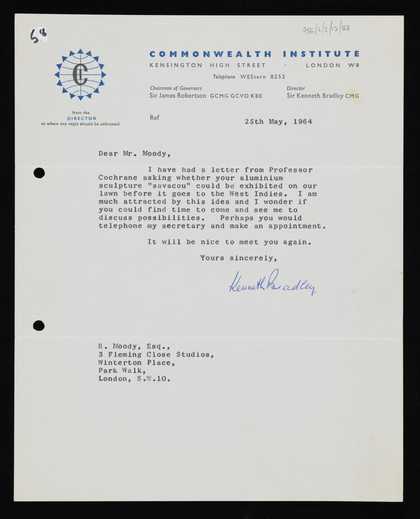 58
COMMONWEALTH INSTITUTE
KENSINGTON HIGH STREET · LONDON W8
Telephone WEStern 8252
Chairman of Governors
Sir James Robertson GCMG GCVO KBE
Director
Sir Kenneth Bradley CMG
CI
from the
DIRECTOR
to whom any reply should be addressed
Ref
25th May, 1964
Dear Mr. Moody,
I have had a letter from Professor
Cochrane asking whether your aluminium
sculpture "savacou" could be exhibited on our
lawn before it goes to the West Indies. I am
much attracted by this idea and I wonder if
you could find time to come and see me to
discuss possibilities. Perhaps you would
telephone my secretary and make an appointment.
It will be nice to meet you again.
Yours sincerely,
Kenneth Bradley
R. Moody, Esq.,
3 Fleming Close Studios,
Winterton Place,
Park Walk,
London, S.W.10.